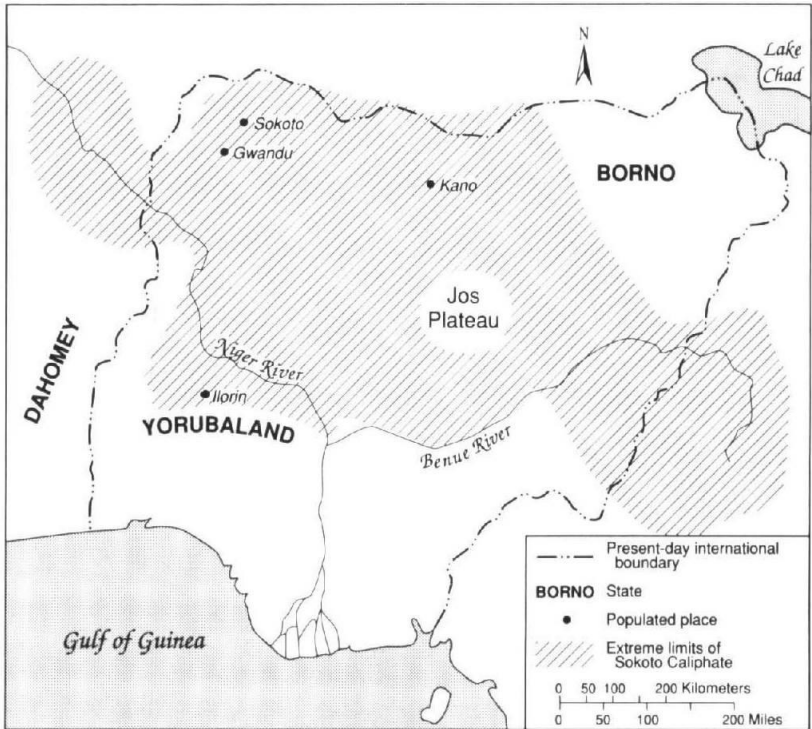 N
Lake
Chad
Sokoto
Gwandu
Kano
BORNO
Jos
Plateau
DAHOMEY
Niger River
Ilorin
YORUBALAND
Benue River
Gulf of Guinea
Present-day international
boundary
BORNO State
Populated place
Extreme limits of
Sokoto Caliphate
0 50 100 200 Kilometers
0 50 100 200 Miles